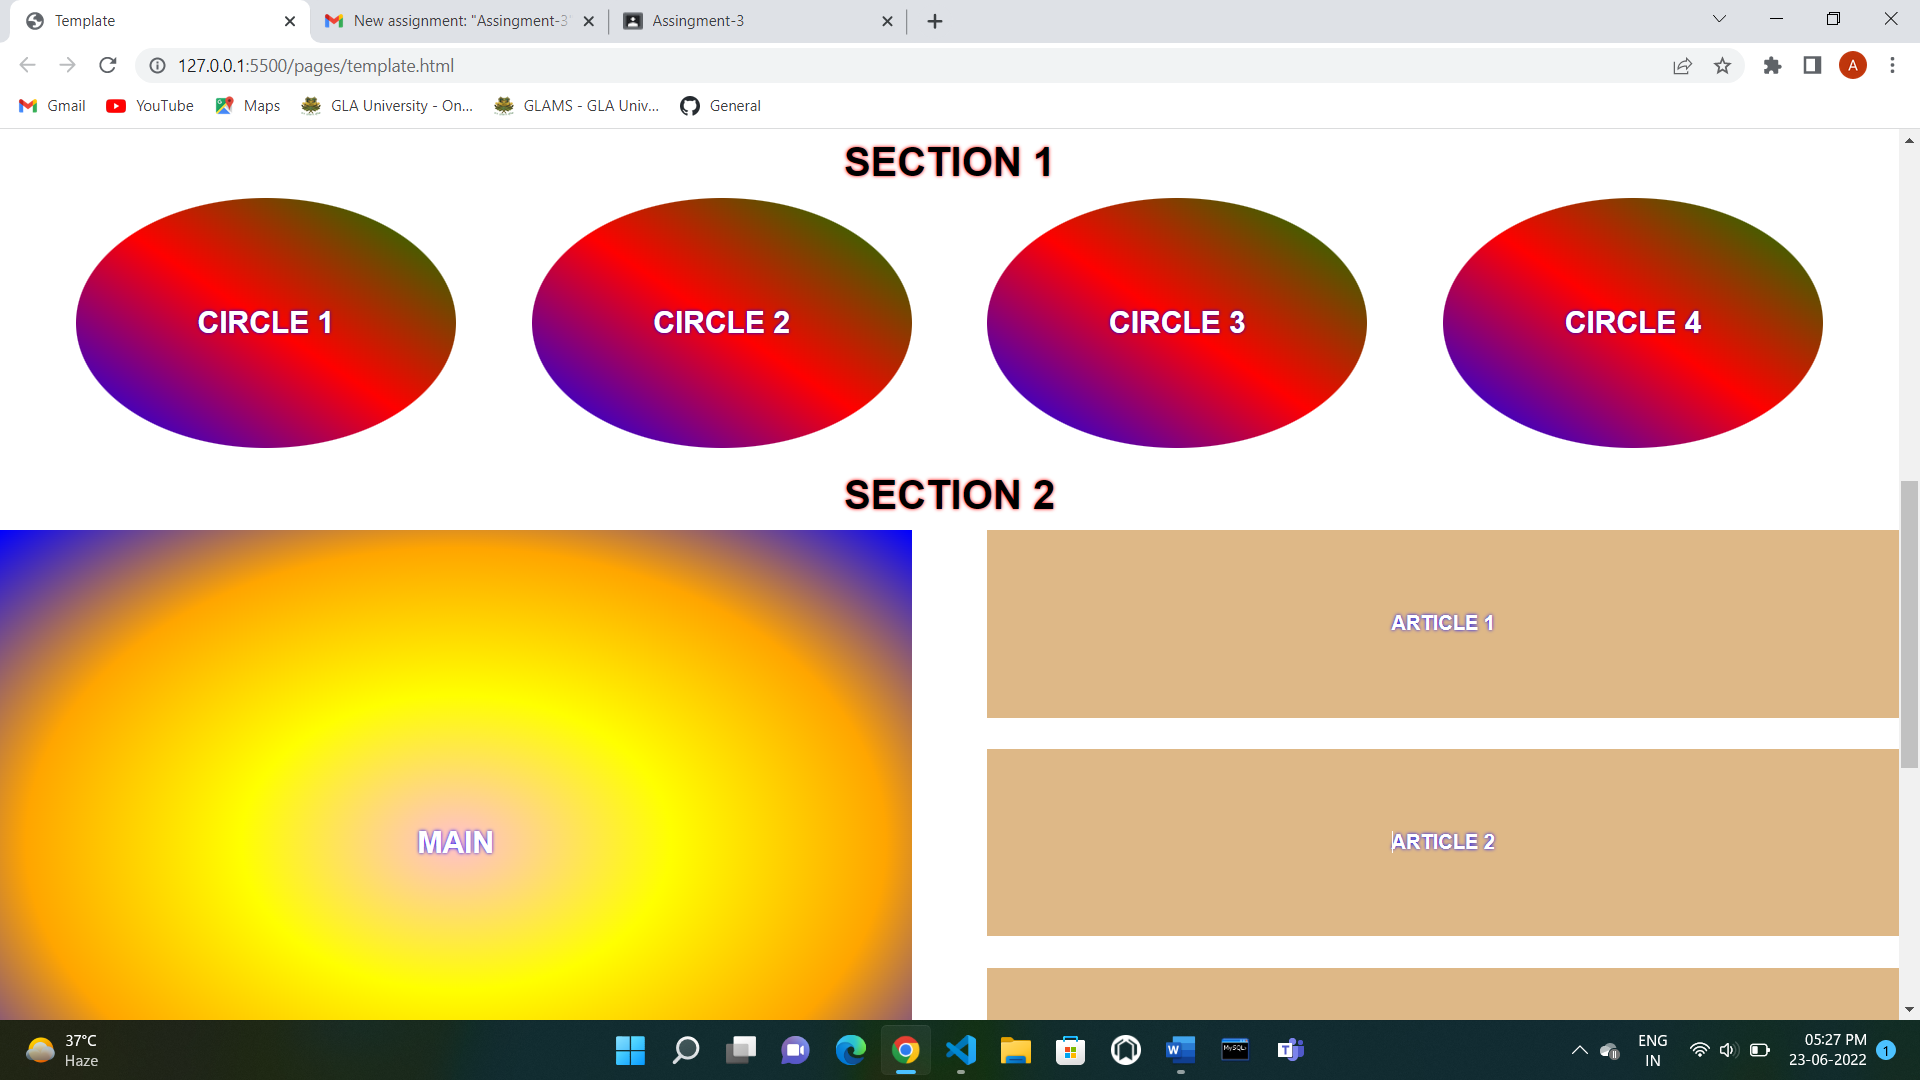 Template
New assignment: "Assingment-3"
Assingment-3
127.0.0.1:5500/pages/template.html
A
Gmail
YouTube
Maps
GLA University - On...
GLAMS - GLA Univ...
General
SECTION 1
CIRCLE 1
CIRCLE 2
CIRCLE 3
CIRCLE 4
SECTION 2
MAIN
ARTICLE 1
ARTICLE 2
37°C
Haze
W
MySQL
T
ENG
IN
05:27 PM
23-06-2022
1